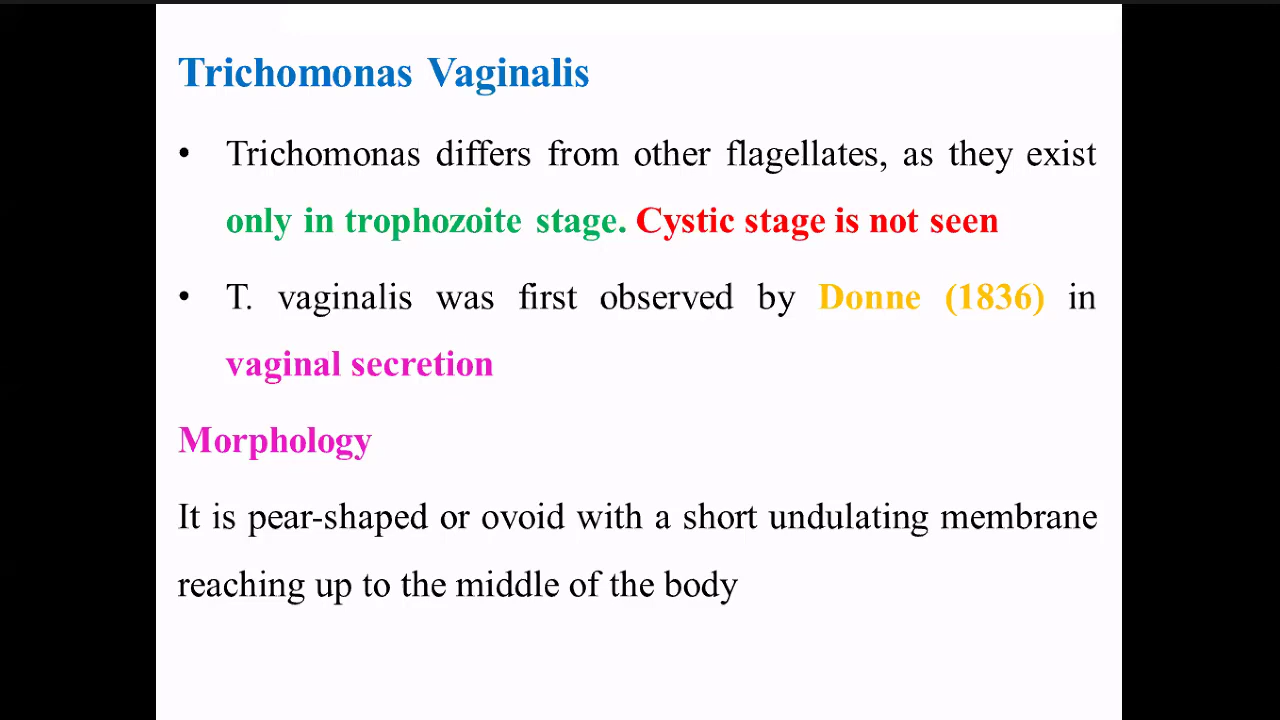 Trichomonas Vaginalis
• Trichomonas differs from other flagellates, as they exist
only in trophozoite stage. Cystic stage is not seen
• T. vaginalis was first observed by Donne (1836) in
vaginal secretion
Morphology
It is pear-shaped or ovoid with a short undulating membrane
reaching up to the middle of the body